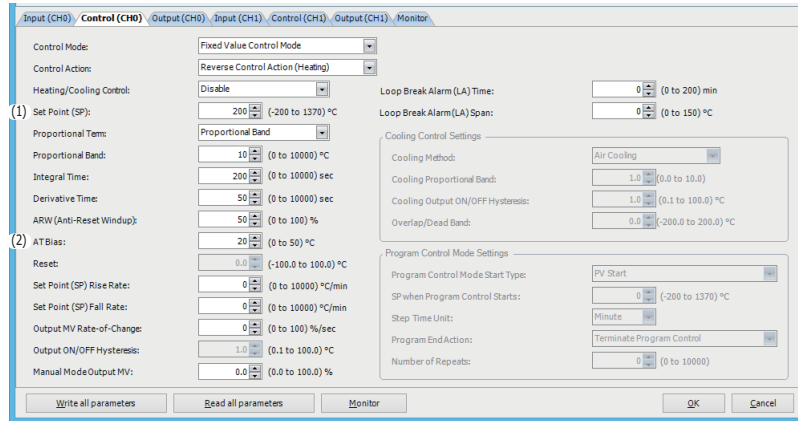 Input (CH0) Control (CH0) Output (CH0) Input (CH1) Control (CH1) Output (CH1) Monitor
Control Mode: Fixed Value Control Mode
Control Action: Reverse Control Action (Heating)
Heating/Cooling Control: Disable Loop Break Alarm (LA) Time: 0 (0 to 200) min
(1) Set Point (SP): 200 (-200 to 1370) °C Loop Break Alarm (LA) Span: 0 (0 to 150) °C
Proportional Term: Proportional Band
Proportional Band: 10 (0 to 10000) °C
Integral Time: 200 (0 to 10000) sec
Derivative Time: 50 (0 to 10000) sec
ARW (Anti-Reset Windup): 50 (0 to 100) %
(2) AT Bias: 20 (0 to 50) °C
Reset: 0.0 (-100.0 to 100.0) °C
Set Point (SP) Rise Rate: 0 (0 to 10000) °C/min
Set Point (SP) Fall Rate: 0 (0 to 10000) °C/min
Output MV Rate-of-Change: 0 (0 to 100) %/sec
Output ON/OFF Hysteresis: 1.0 (0.1 to 100.0) °C
Manual Mode Output MV: 0.0 (0.0 to 100.0) %
Cooling Control Settings
Cooling Method: Air Cooling
Cooling Proportional Band: 1.0 (0.0 to 10.0)
Cooling Output ON/OFF Hysteresis: 1.0 (0.1 to 100.0) °C
Overlap/Dead Band: 0.0 (-200.0 to 200.0) °C
Program Control Mode Settings
Program Control Mode Start Type: PV Start
SP when Program Control Starts: 0 (-200 to 1370) °C
Step Time Unit: Minute
Program End Action: Terminate Program Control
Number of Repeats: 0 (0 to 10000)
Write all parameters Read all parameters Monitor OK Cancel